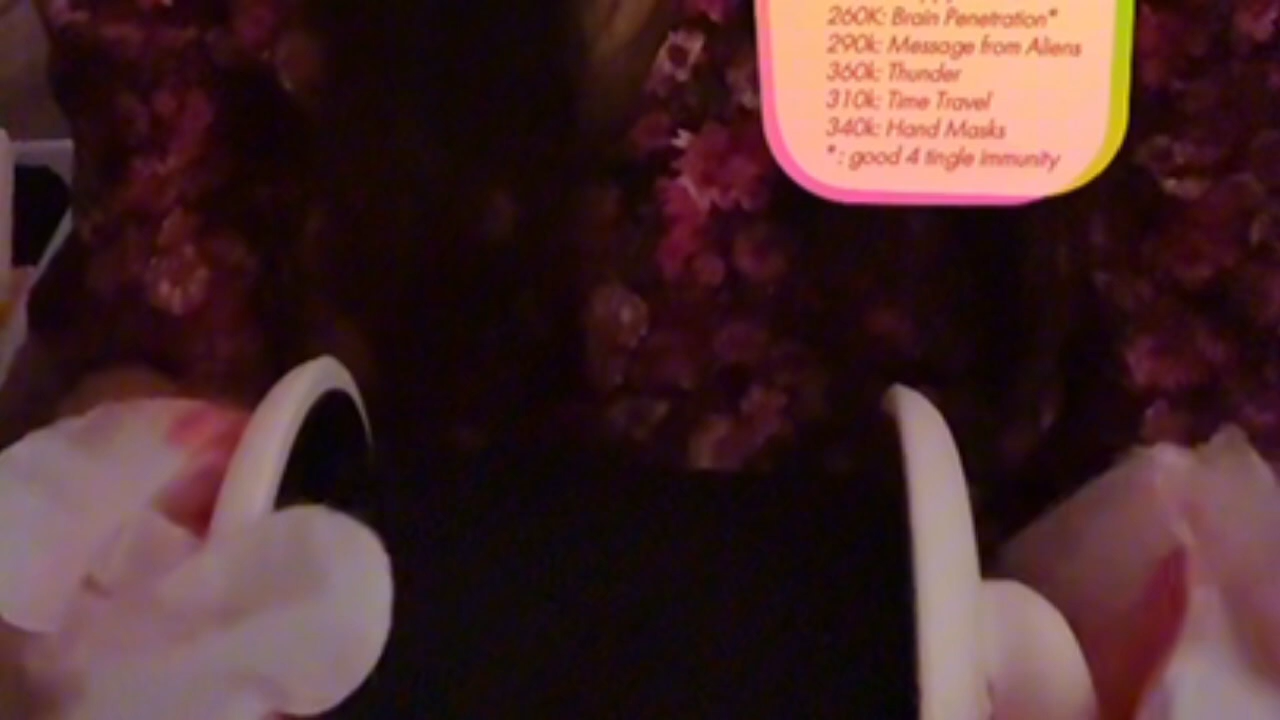 260K: Brain Penetration*
290k: Message from Aliens
360k: Thunder
310k: Time Travel
340k: Hand Masks
*: good 4 tingle immunity